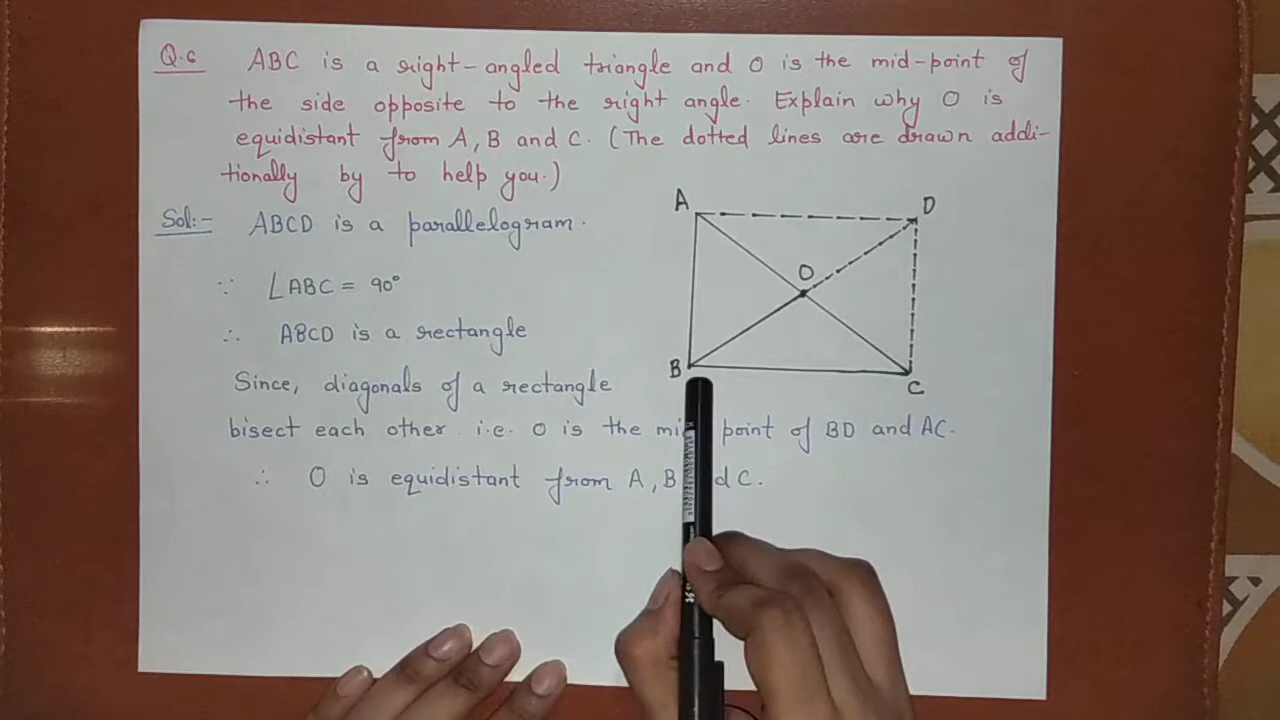 Q.6 ABC is a right-angled triangle and O is the mid-point of
the side opposite to the right angle. Explain why O is
equidistant from A, B and C. (The dotted lines are drawn addi-
tionally by to help you.)
Sol:- ABCD is a parallelogram.
∵ ∠ABC = 90°
∴ ABCD is a rectangle
Since, diagonals of a rectangle
bisect each other i.e. O is the mi point of BD and AC.
∴ O is equidistant from A, B d C.
A
D
O
B
C